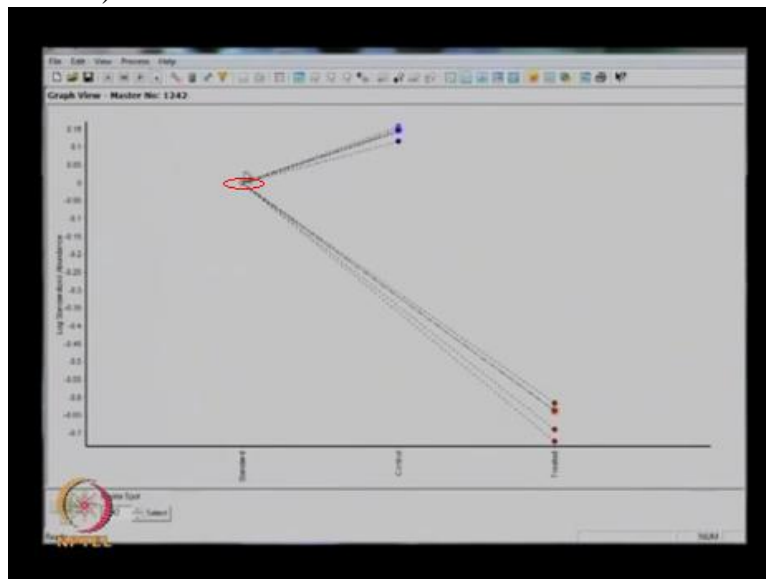 File Edit View Process Help
Graph View - Master No: 1242
0.15
0.1
0.05
0
-0.05
-0.1
-0.15
-0.2
-0.25
-0.3
-0.35
-0.4
-0.45
-0.5
-0.55
-0.6
-0.65
-0.7
Log Standardized Abundance
Standard
Control
Treated
Select
NUM
NPTEL